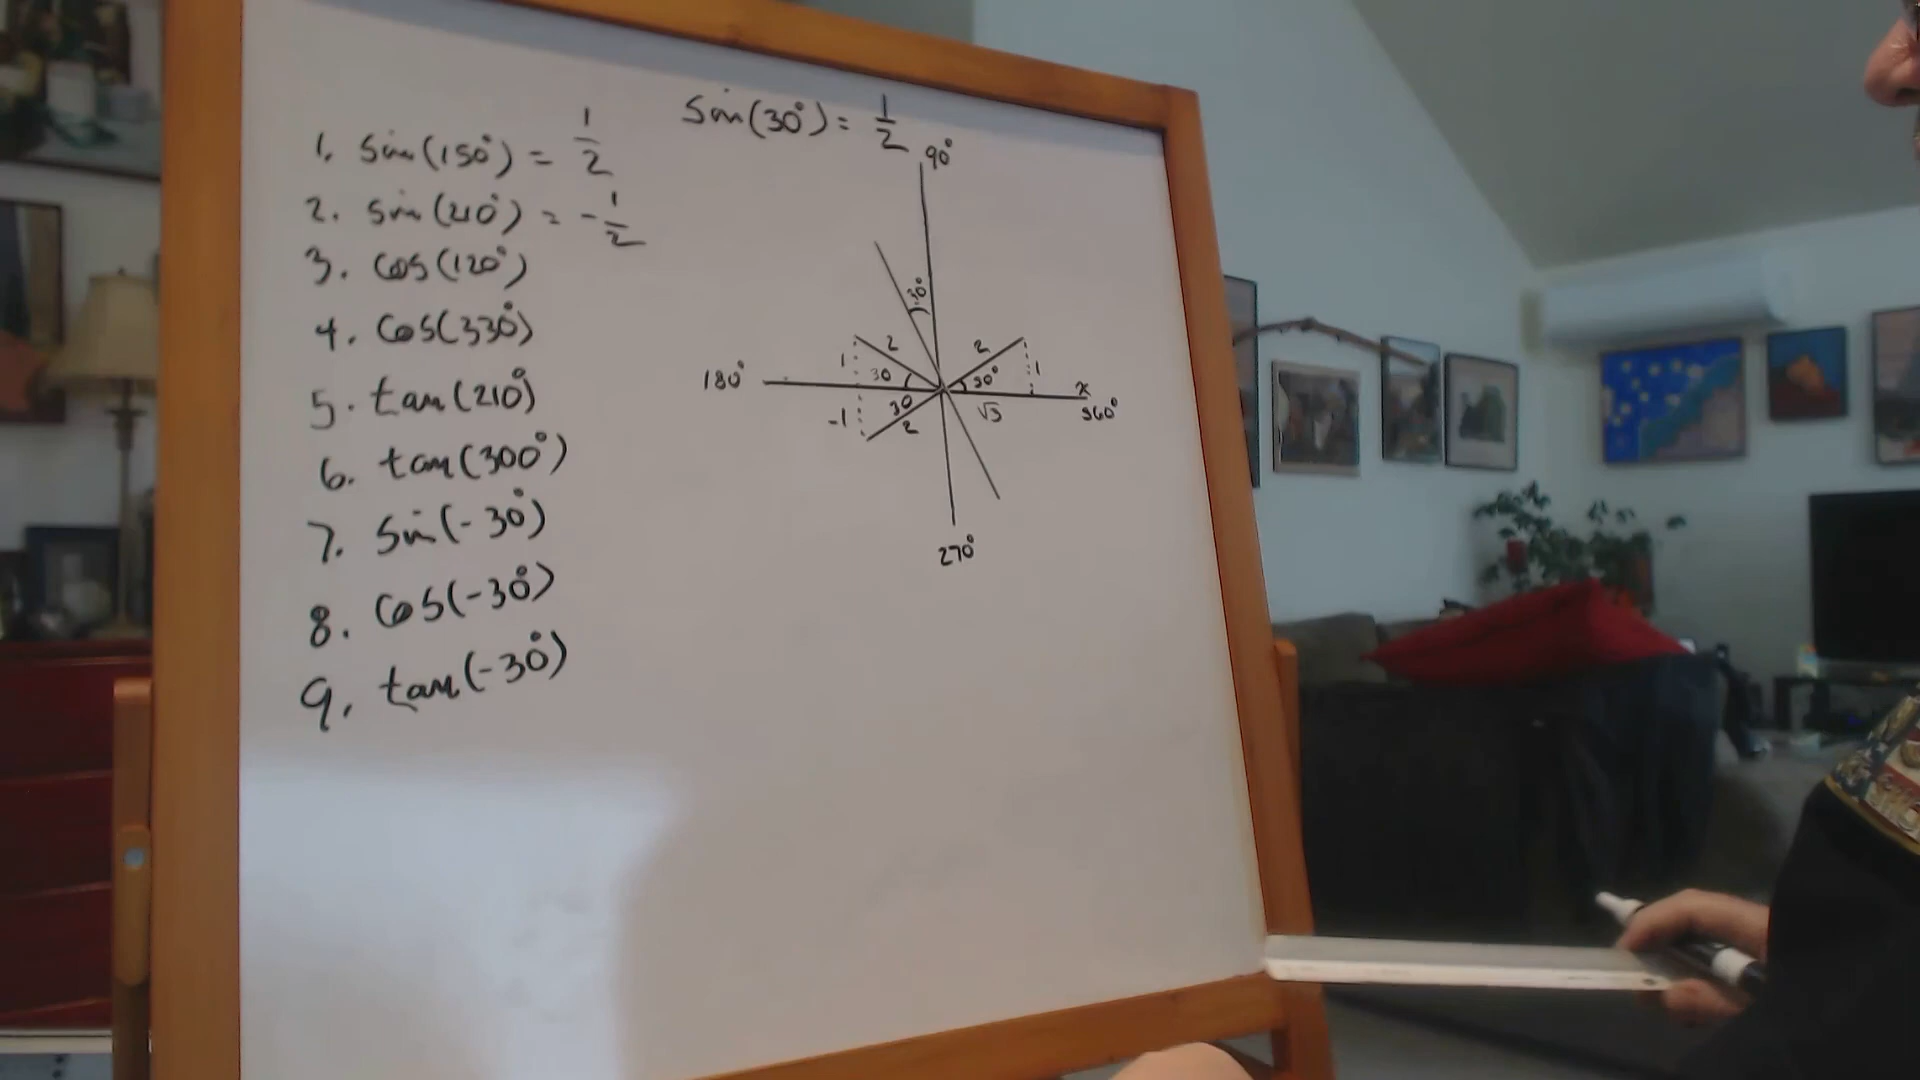 sin(30°) = 1/2
1. sin(150°) = 1/2
2. sin(210°) = -1/2
3. cos(120°)
4. cos(330°)
5. tan(210°)
6. tan(300°)
7. sin(-30°)
8. cos(-30°)
9. tan(-30°)
90°
30°
2 2
1 1
180° 30 30° x
-1 30 √3 360°
2
270°